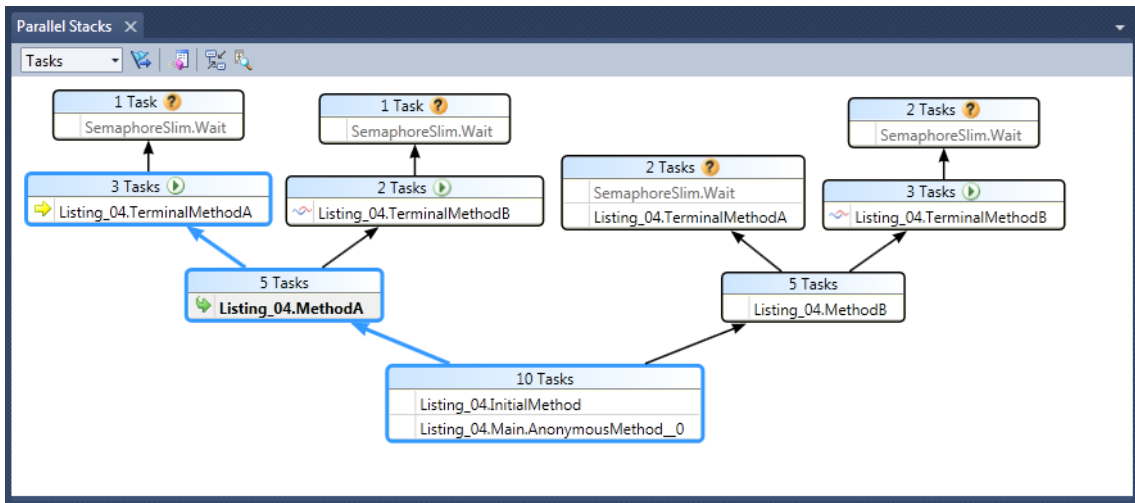 Parallel Stacks
Tasks
1 Task
SemaphoreSlim.Wait
1 Task
SemaphoreSlim.Wait
2 Tasks
SemaphoreSlim.Wait
3 Tasks
Listing_04.TerminalMethodA
2 Tasks
Listing_04.TerminalMethodB
2 Tasks
SemaphoreSlim.Wait
Listing_04.TerminalMethodA
3 Tasks
Listing_04.TerminalMethodB
5 Tasks
Listing_04.MethodA
5 Tasks
Listing_04.MethodB
10 Tasks
Listing_04.InitialMethod
Listing_04.Main.AnonymousMethod__0